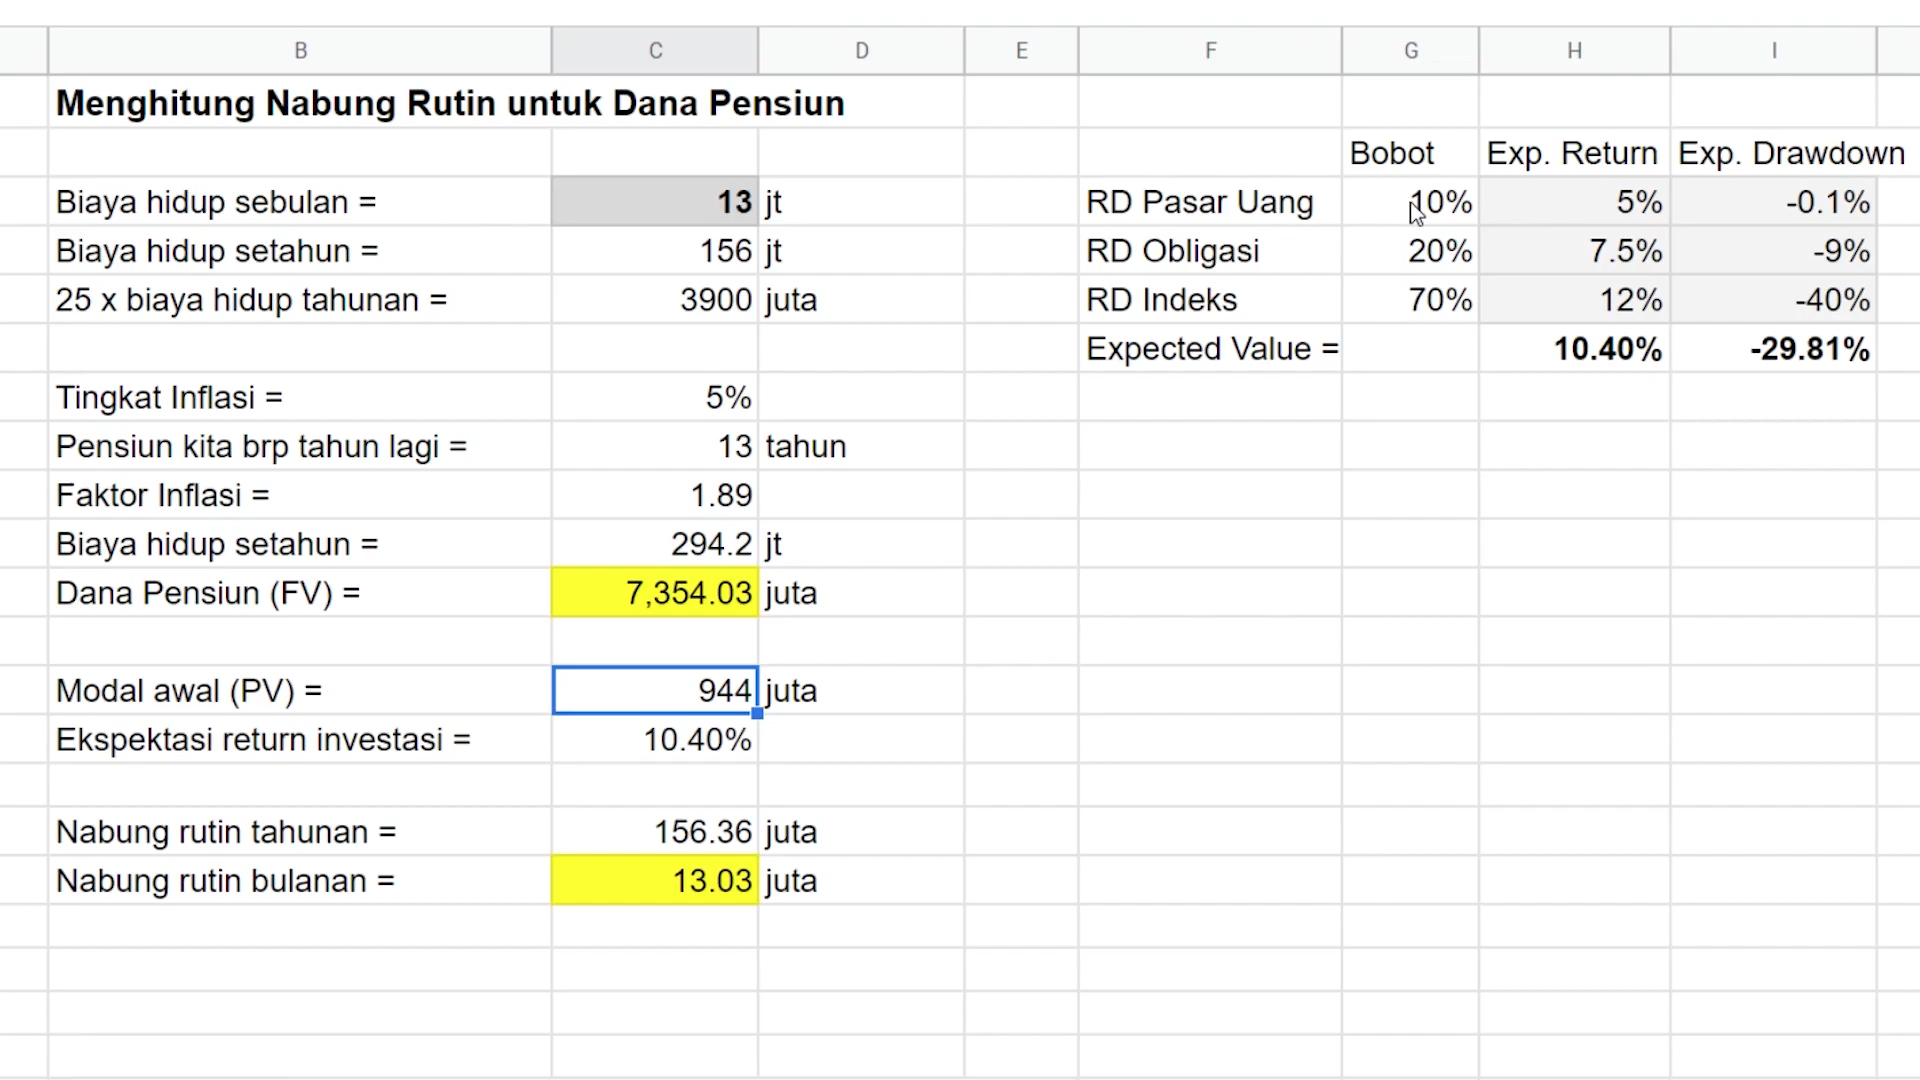 B C D E F G H I
Menghitung Nabung Rutin untuk Dana Pensiun
Bobot Exp. Return Exp. Drawdown
Biaya hidup sebulan = 13 jt RD Pasar Uang 10% 5% -0.1%
Biaya hidup setahun = 156 jt RD Obligasi 20% 7.5% -9%
25 x biaya hidup tahunan = 3900 juta RD Indeks 70% 12% -40%
Expected Value = 10.40% -29.81%
Tingkat Inflasi = 5%
Pensiun kita brp tahun lagi = 13 tahun
Faktor Inflasi = 1.89
Biaya hidup setahun = 294.2 jt
Dana Pensiun (FV) = 7,354.03 juta
Modal awal (PV) = 944 juta
Ekspektasi return investasi = 10.40%
Nabung rutin tahunan = 156.36 juta
Nabung rutin bulanan = 13.03 juta